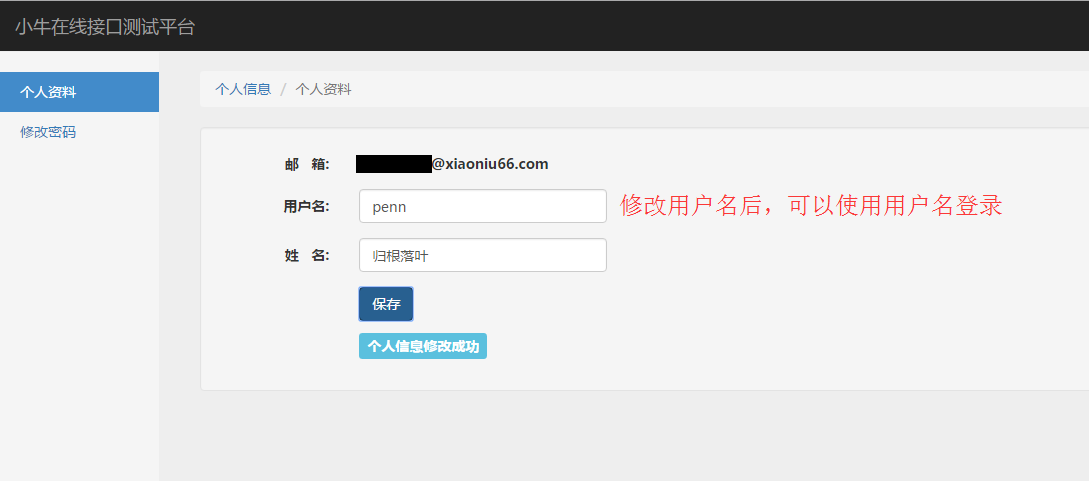 小牛在线接口测试平台
个人资料
修改密码
个人信息 / 个人资料
邮 箱: @xiaoniu66.com
用户名: penn 修改用户名后，可以使用用户名登录
姓 名: 归根落叶
保存
个人信息修改成功